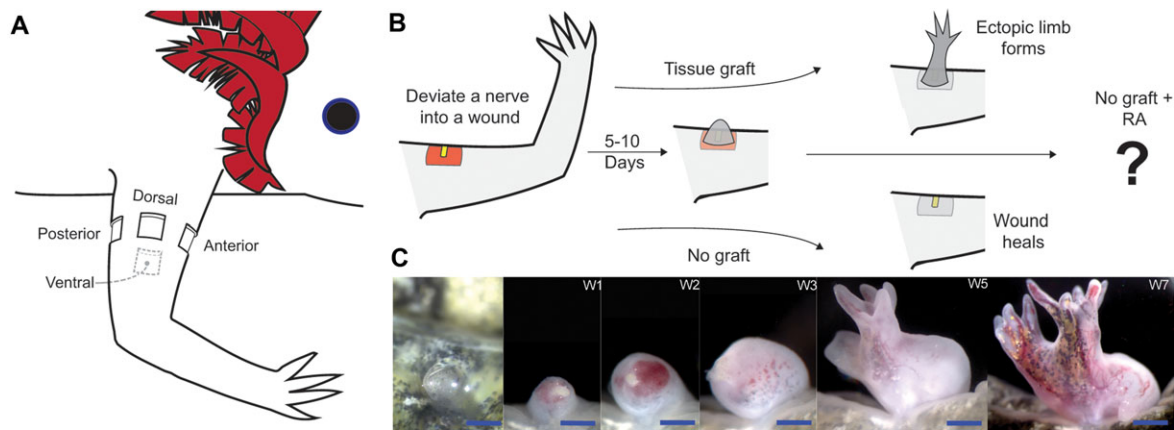 A
Dorsal
Posterior
Anterior
Ventral
B
Deviate a nerve
into a wound
5-10
Days
Tissue graft
No graft
Ectopic limb
forms
Wound
heals
No graft +
RA
?
C
W1
W2
W3
W5
W7